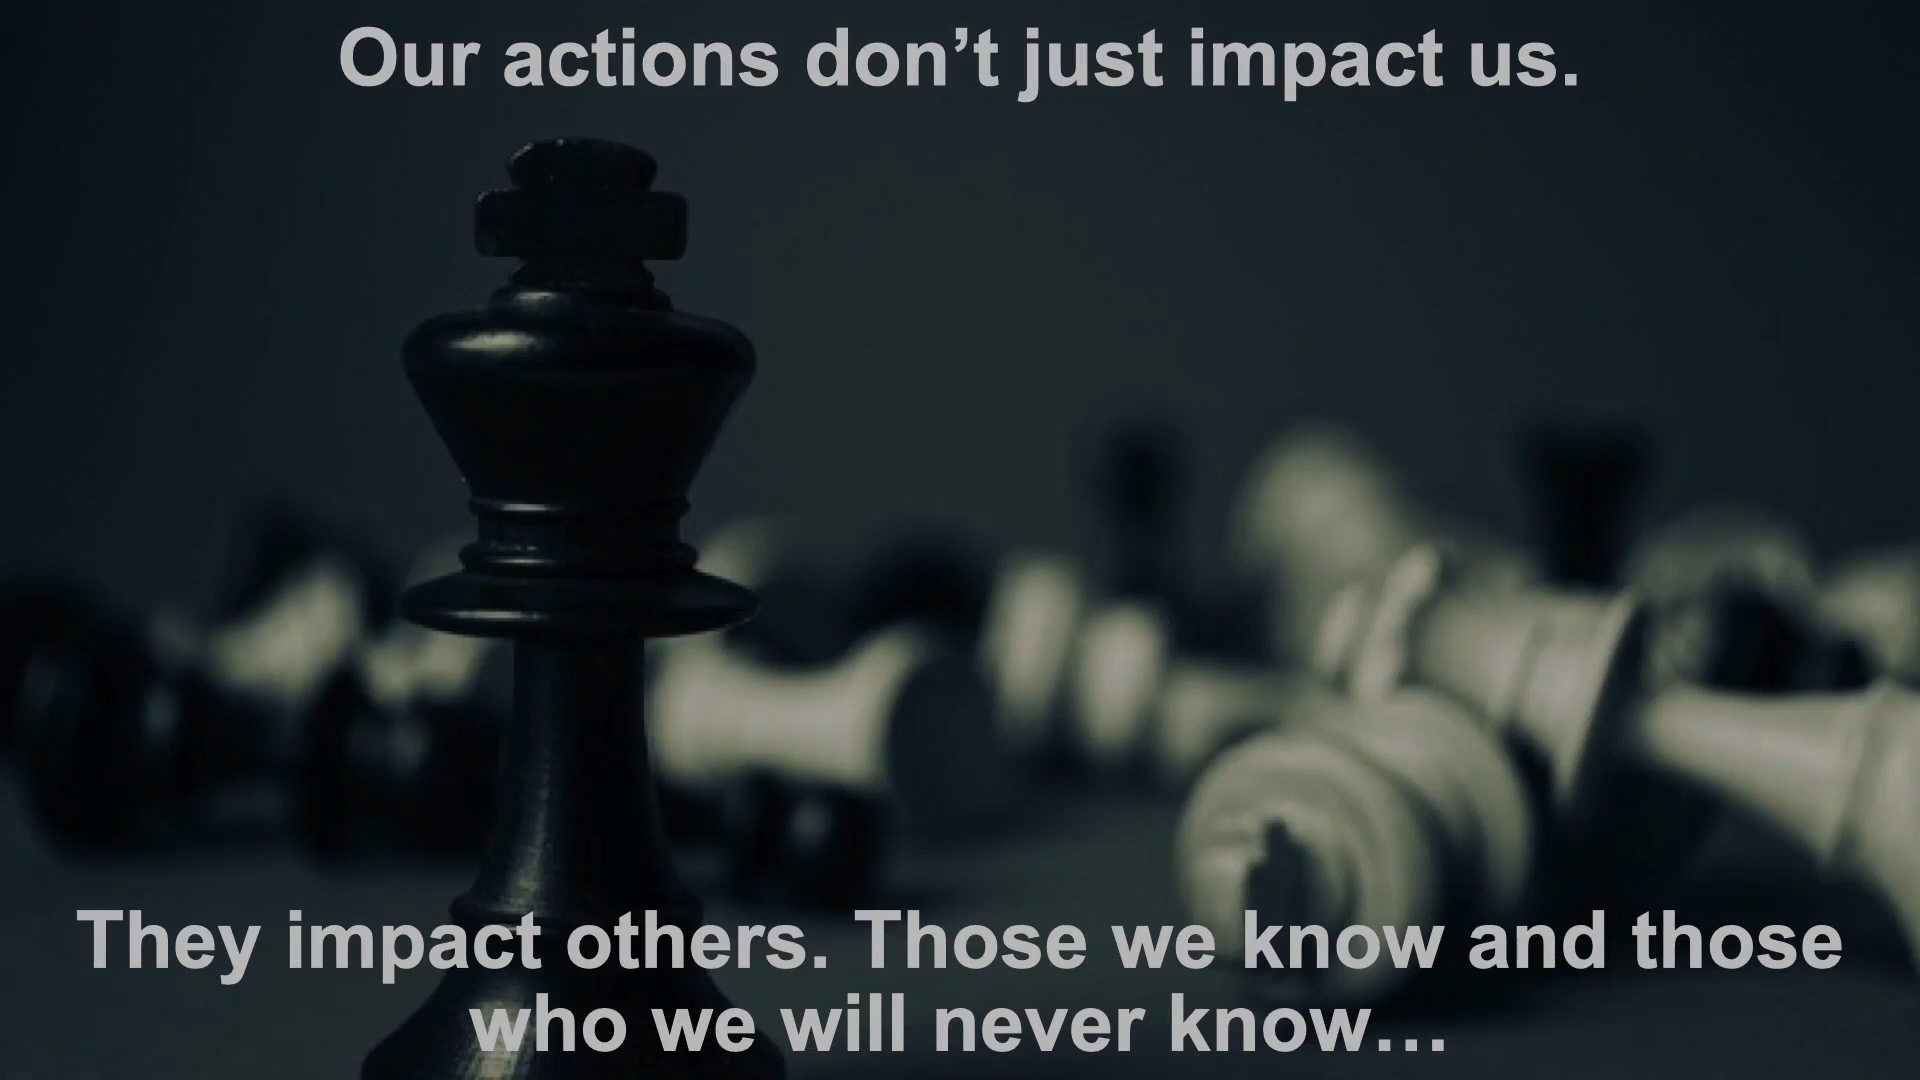 Our actions don’t just impact us.
They impact others. Those we know and those
who we will never know…